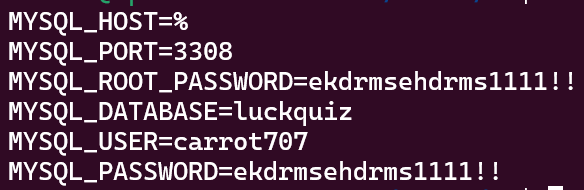 MYSQL_HOST=%
MYSQL_PORT=3308
MYSQL_ROOT_PASSWORD=ekdrmsehdrms1111!!
MYSQL_DATABASE=luckquiz
MYSQL_USER=carrot707
MYSQL_PASSWORD=ekdrmsehdrms1111!!